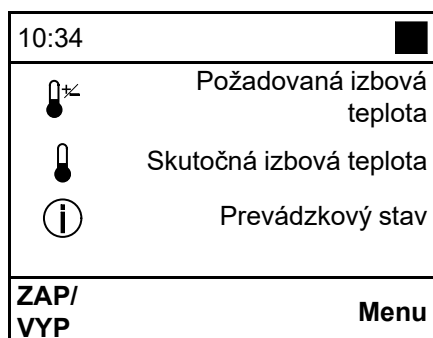 10:34
Požadovaná izbová
teplota
Skutočná izbová teplota
Prevádzkový stav
ZAP/
VYP
Menu